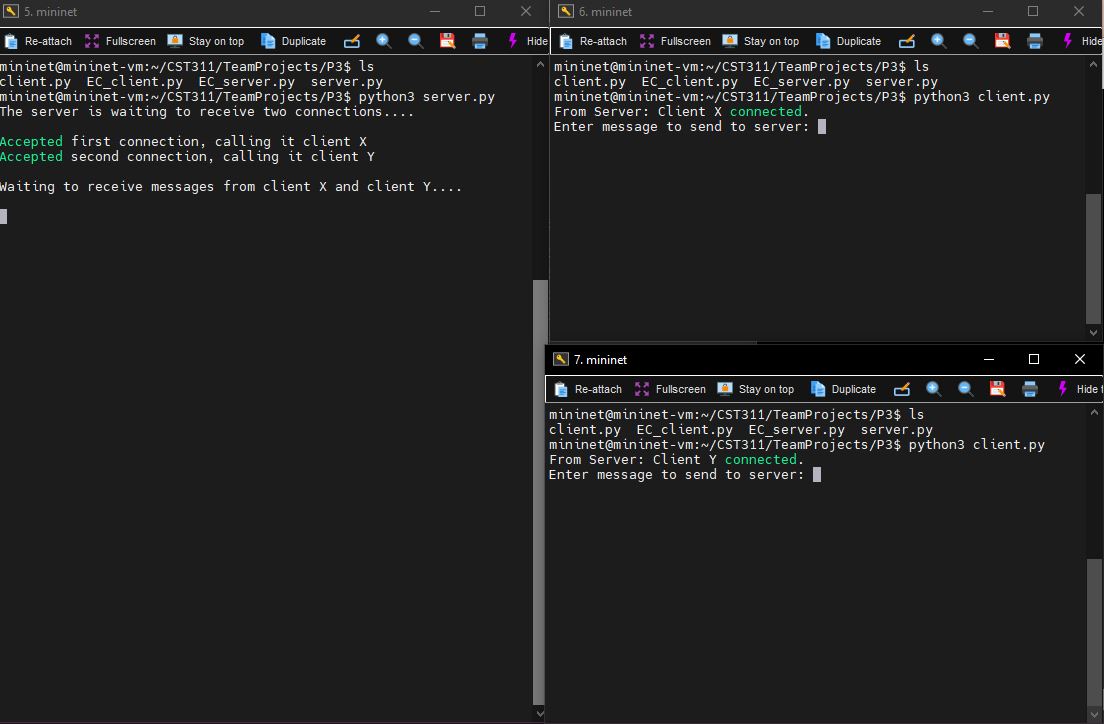 5. mininet
Re-attach Fullscreen Stay on top Duplicate Hide
mininet@mininet-vm:~/CST311/TeamProjects/P3$ ls
client.py  EC_client.py  EC_server.py  server.py
mininet@mininet-vm:~/CST311/TeamProjects/P3$ python3 server.py
The server is waiting to receive two connections....
Accepted first connection, calling it client X
Accepted second connection, calling it client Y
Waiting to receive messages from client X and client Y....
6. mininet
Re-attach Fullscreen Stay on top Duplicate Hide
mininet@mininet-vm:~/CST311/TeamProjects/P3$ ls
client.py  EC_client.py  EC_server.py  server.py
mininet@mininet-vm:~/CST311/TeamProjects/P3$ python3 client.py
From Server: Client X connected.
Enter message to send to server:
7. mininet
Re-attach Fullscreen Stay on top Duplicate Hide t
mininet@mininet-vm:~/CST311/TeamProjects/P3$ ls
client.py  EC_client.py  EC_server.py  server.py
mininet@mininet-vm:~/CST311/TeamProjects/P3$ python3 client.py
From Server: Client Y connected.
Enter message to send to server: